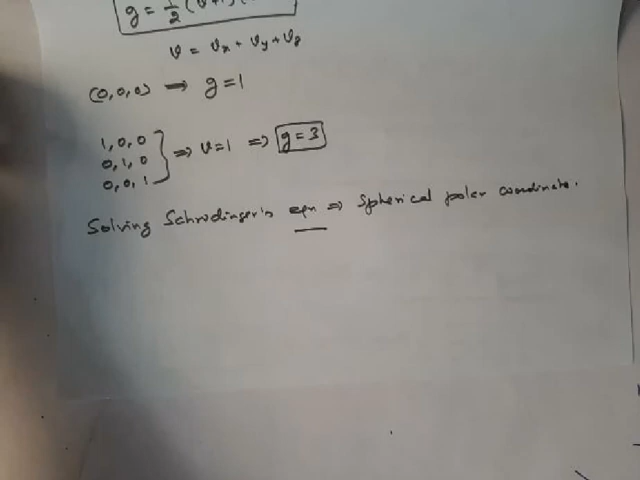 g = 1/2 (v+1)(
v = vx + vy + vz
(0,0,0) → g = 1
1,0,0
0,1,0 } ⇒ v=1 ⇒ g = 3
0,0,1
Solving Schrodinger's eqn ⇒ Spherical polar coordinate.